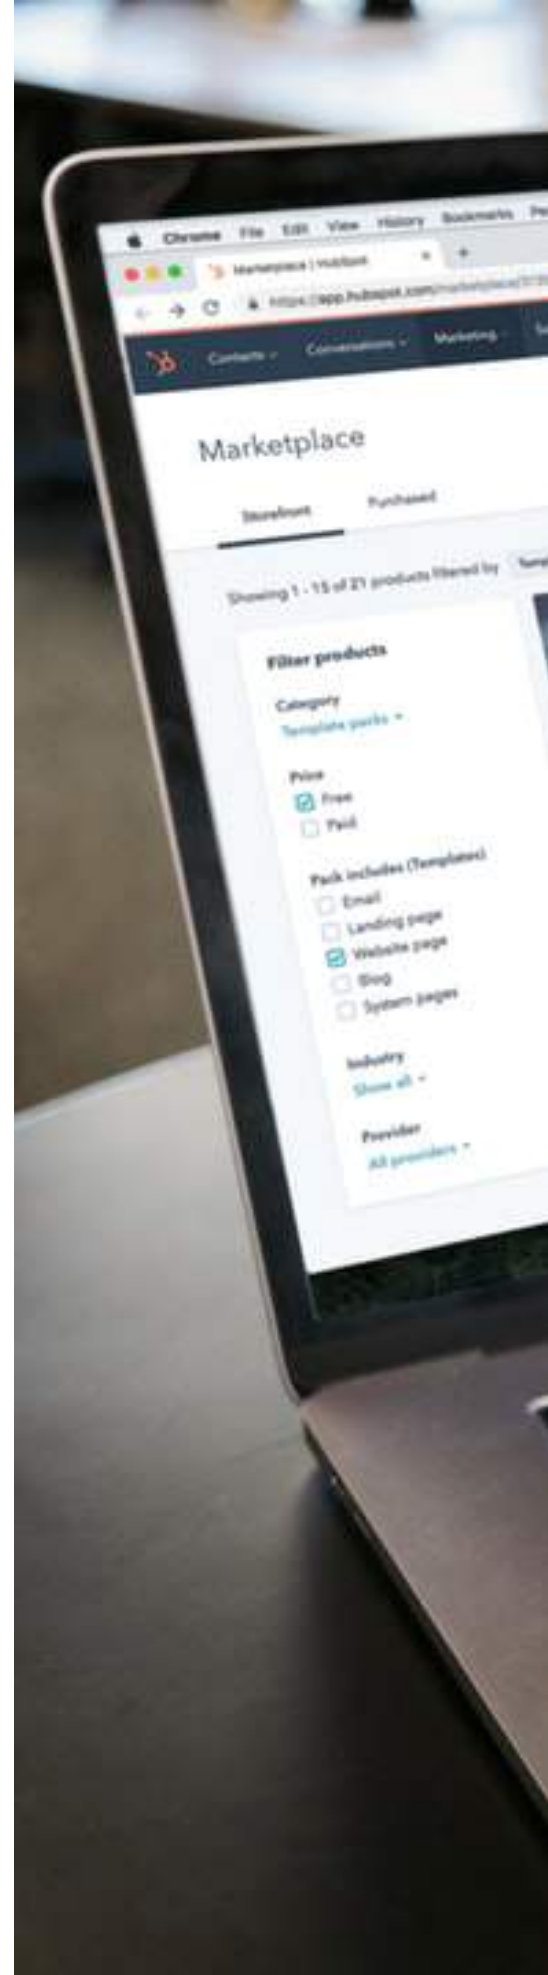 Chrome File Edit View History Bookmarks
Marketplace | HubSpot
https://app.hubspot.com/marketplace/
Contacts Conversations Marketing
Marketplace
Storefront Purchased
Showing 1 - 15 of 21 products filtered by
Filter products
Category
Template packs
Price
Free
Paid
Pack includes (Templates)
Email
Landing page
Website page
Blog
System pages
Industry
Show all
Provider
All providers